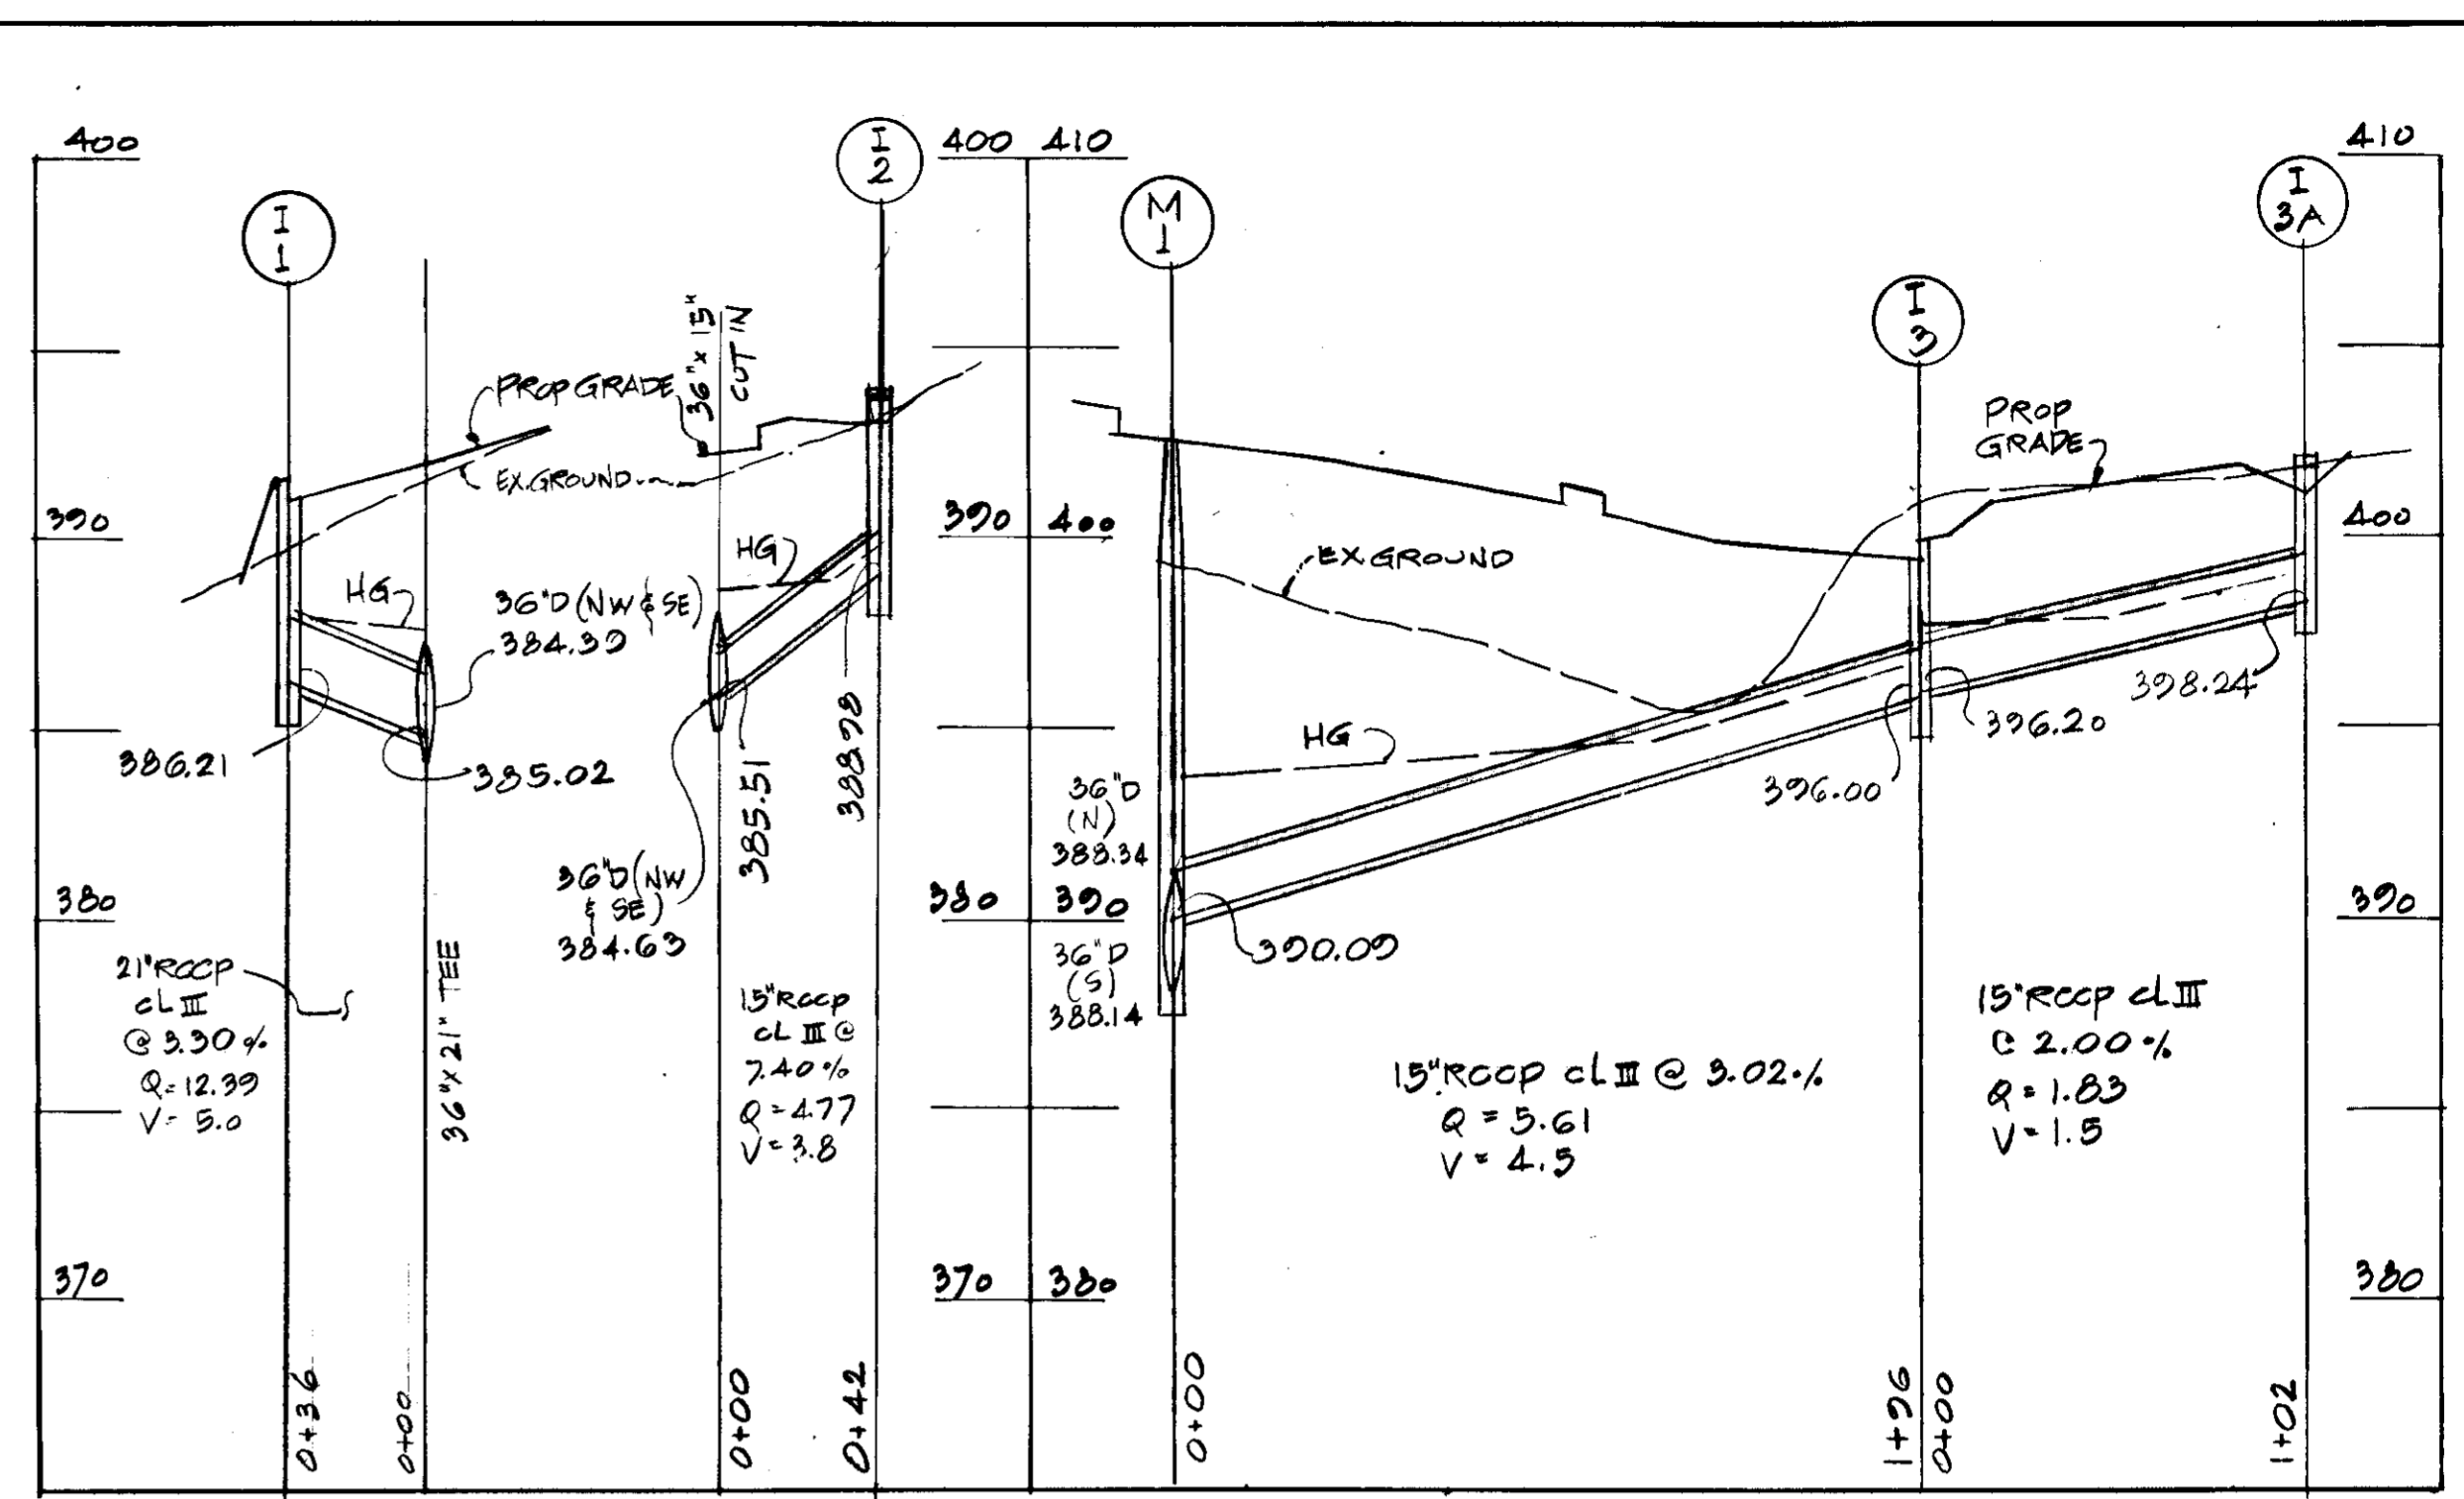 400
I
1
I
2
400 410
M
1
I
3A
410
I
3
36"x 15"
CUT IN
PROP GRADE
EX.GROUND
390
HG
HG
36"D (NW & SE)
384.39
386.21
385.02
36"D (NW
& SE)
384.63
385.51
388.98
380
21"RCCP
CL III
@ 3.30 %
Q = 12.39
V = 5.0
36"x 21" TEE
15"RCCP
CL III @
7.40 %
Q = 4.77
V = 3.8
370
0+36
0+00
0+00
0+42
390 400
380 390
370 380
EX GROUND
HG
PROP
GRADE
400
36"D
(N)
388.34
36"D
(S)
388.14
390.09
396.00
396.20
398.24
390
15"RCCP CL III @ 3.02 %
Q = 5.61
V = 4.5
15"RCCP CL III
@ 2.00 %
Q = 1.83
V = 1.5
380
0+00
1+96
0+00
1+02